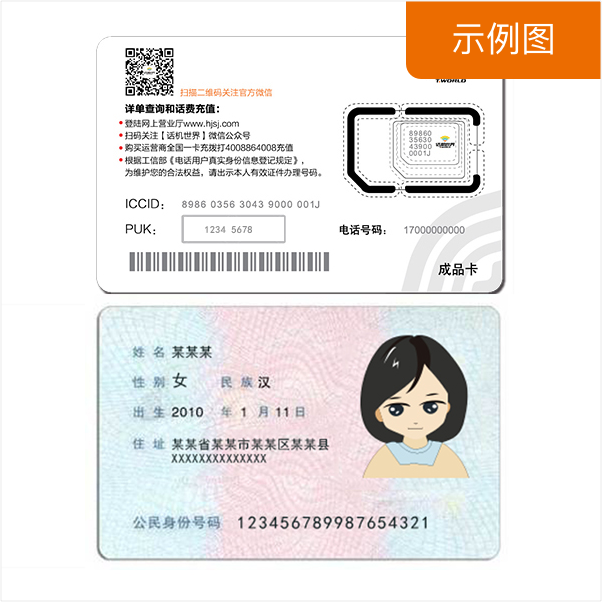 示例图
Y.WORLD
扫描二维码关注官方微信
详单查询和话费充值：
登陆网上营业厅www.hjsj.com
扫码关注【话机世界】微信公众号
购买运营商全国一卡充拨打4008864008充值
根据工信部《电话用户真实身份信息登记规定》，
为维护您的合法权益，请出示本人有效证件办理号码。
89860
35630
43900
0001J
ICCID： 8986 0356 3043 9000 001J
PUK： 1234 5678
电话号码： 17000000000
成品卡
姓 名 某某某
性 别 女 民 族 汉
出 生 2010 年 1 月 11 日
住 址 某某省某某市某某区某某县
XXXXXXXXXXXXXX
公民身份号码 123456789987654321